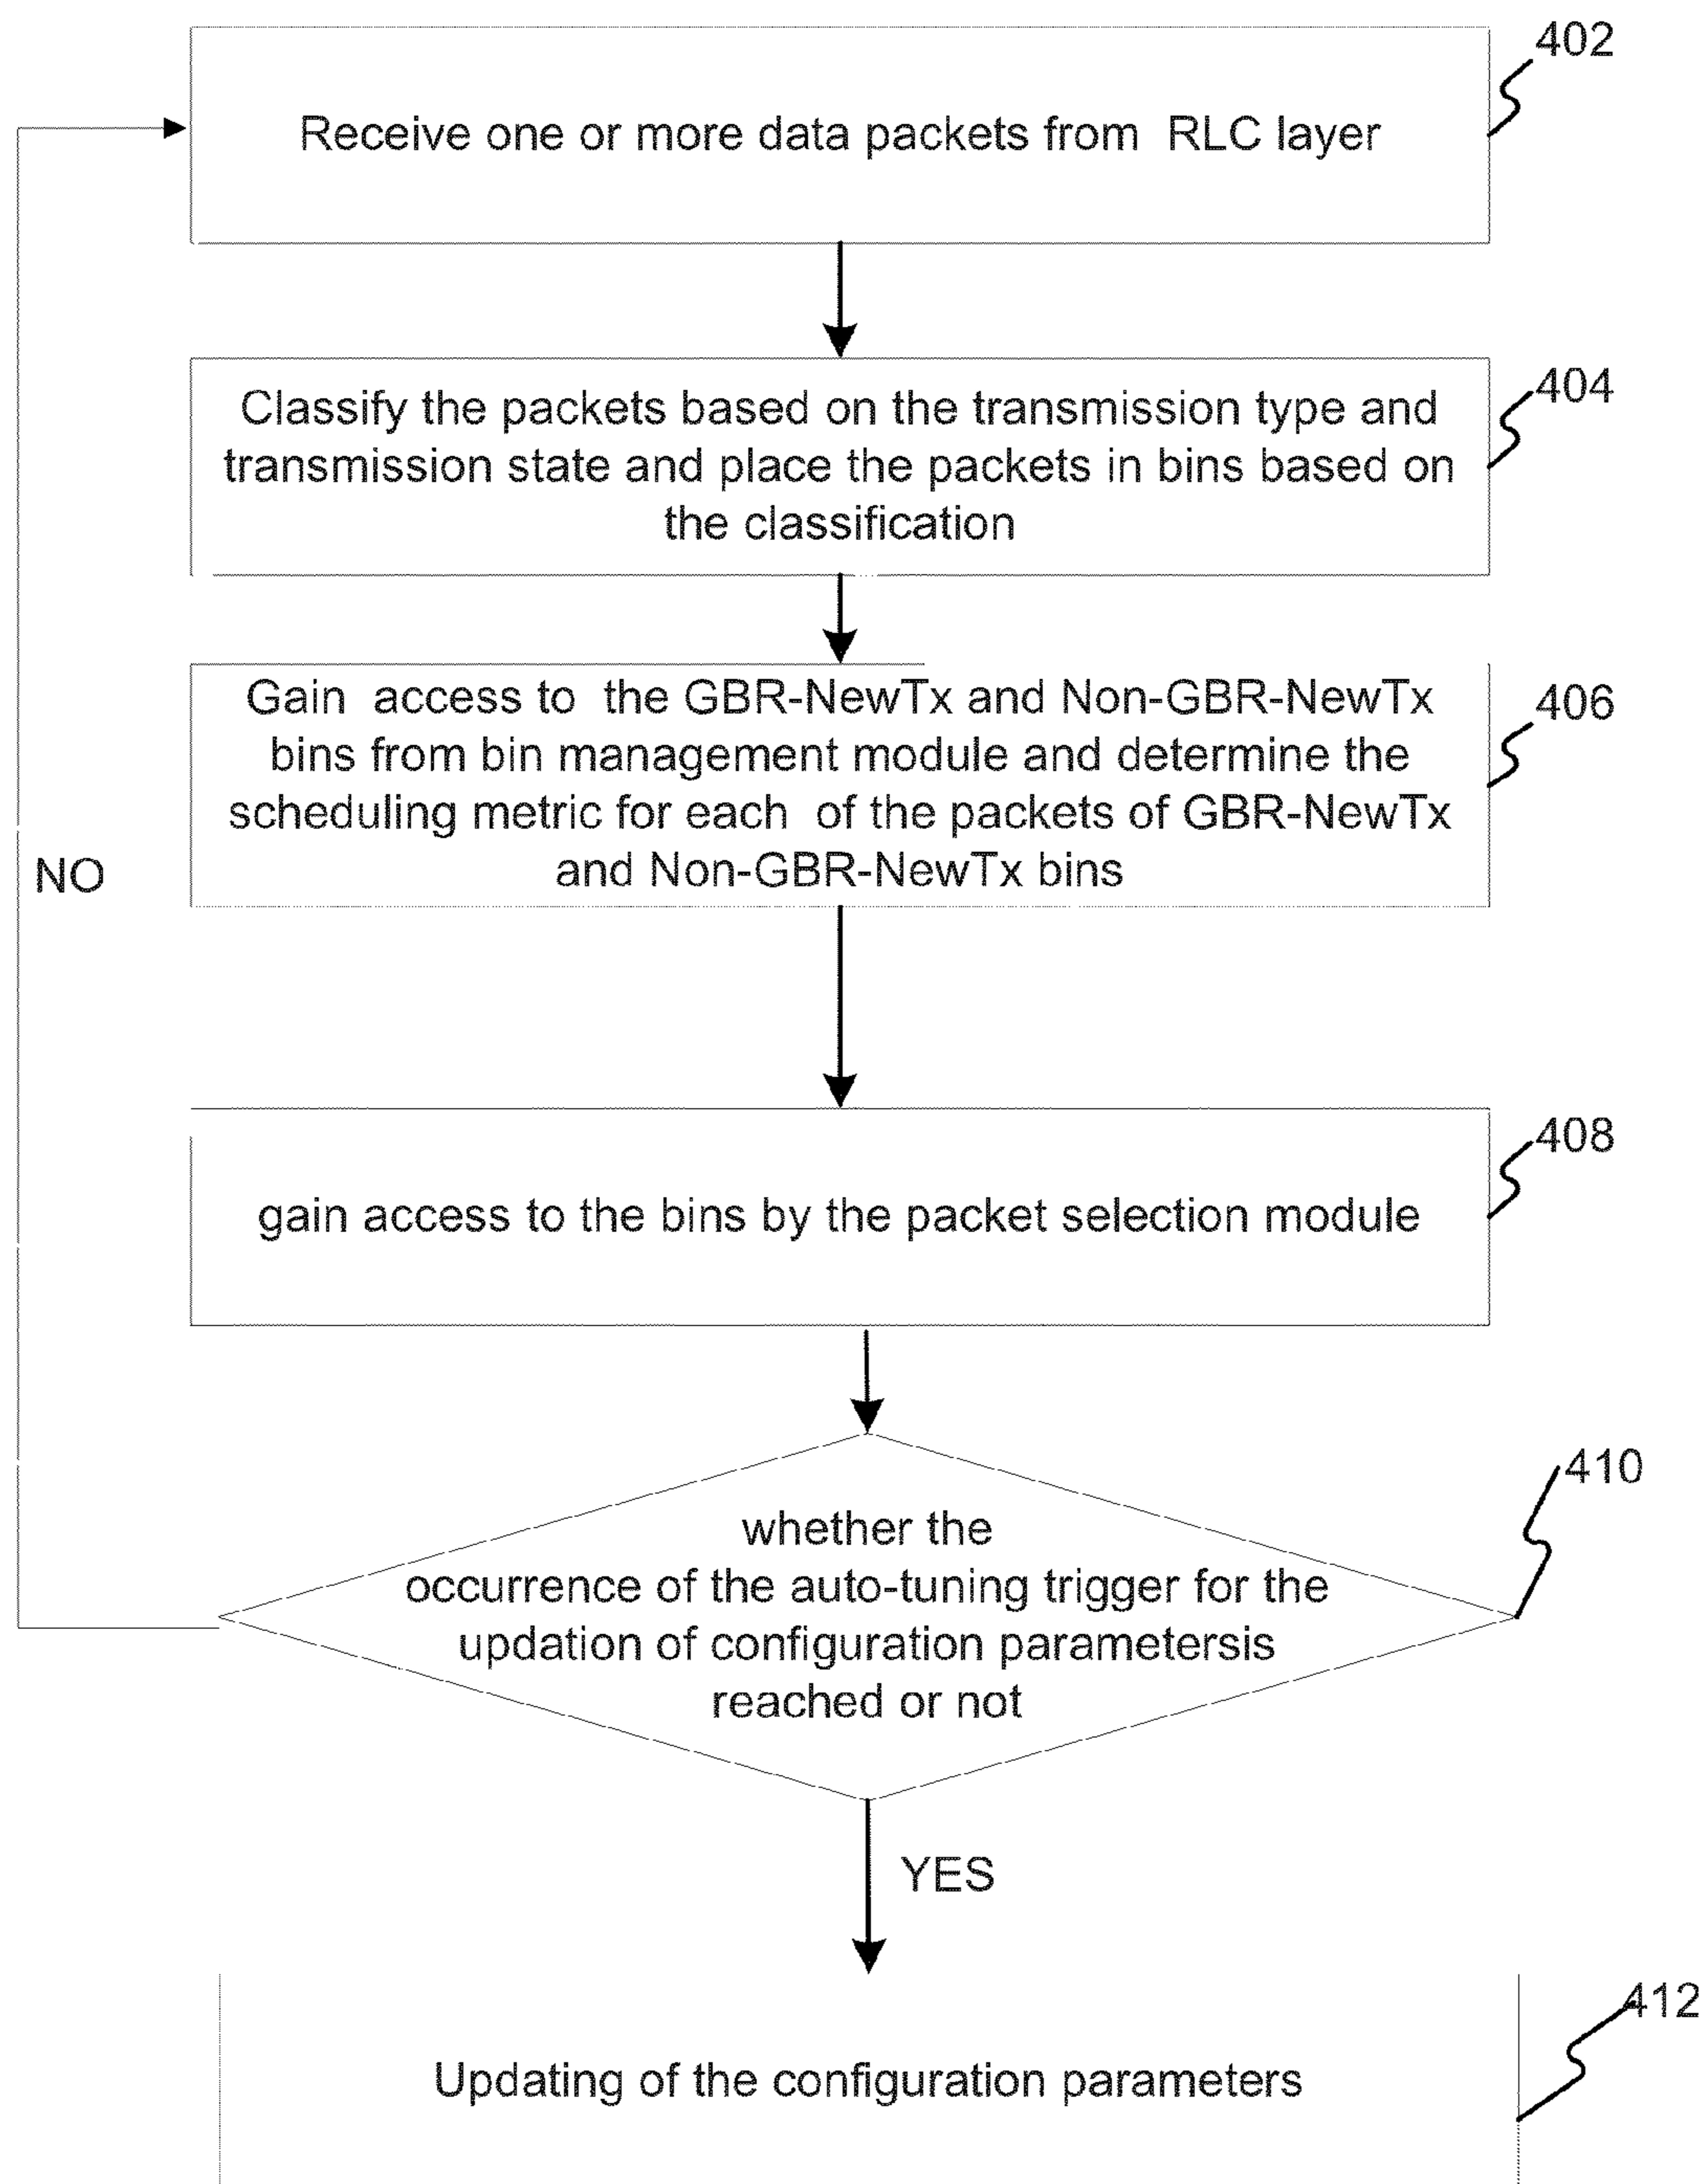 402
Receive one or more data packets from RLC layer
404
Classify the packets based on the transmission type and
transmission state and place the packets in bins based on
the classification
406
Gain access to the GBR-NewTx and Non-GBR-NewTx
bins from bin management module and determine the
scheduling metric for each of the packets of GBR-NewTx
and Non-GBR-NewTx bins
NO
408
gain access to the bins by the packet selection module
410
whether the
occurrence of the auto-tuning trigger for the
updation of configuration parametersis
reached or not
YES
412
Updating of the configuration parameters